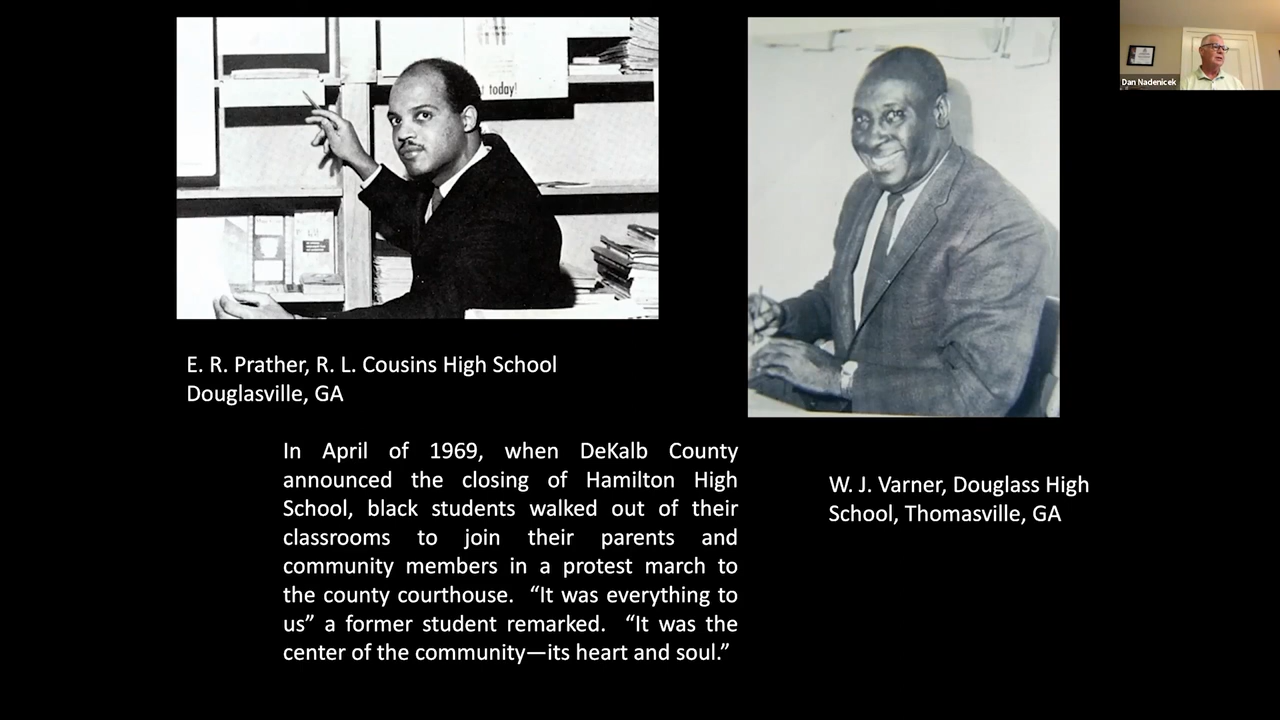 t today!
Dan Nadenicek
E. R. Prather, R. L. Cousins High School
Douglasville, GA
In April of 1969, when DeKalb County
announced the closing of Hamilton High
School, black students walked out of their
classrooms to join their parents and
community members in a protest march to
the county courthouse.  “It was everything to
us” a former student remarked.  “It was the
center of the community—its heart and soul.”
W. J. Varner, Douglass High
School, Thomasville, GA